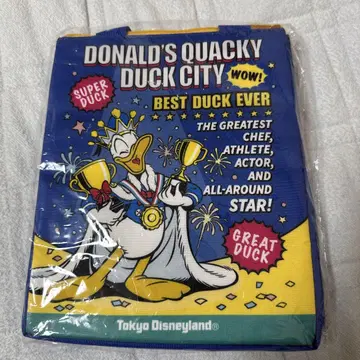 DONALD'S QUACKY
DUCK CITY
WOW!
SUPER
DUCK
BEST DUCK EVER
THE GREATEST
CHEF,
ATHLETE,
ACTOR,
AND
ALL-AROUND
STAR!
GREAT
DUCK
Tokyo Disneyland®